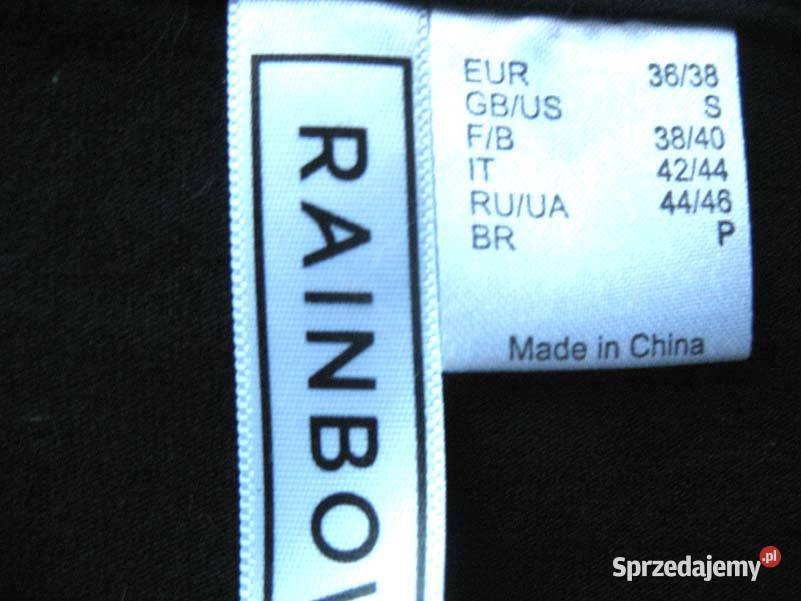 RAINBOW
EUR 36/38
GB/US S
F/B 38/40
IT 42/44
RU/UA 44/46
BR P
Made in China
Sprzedajemy.pl